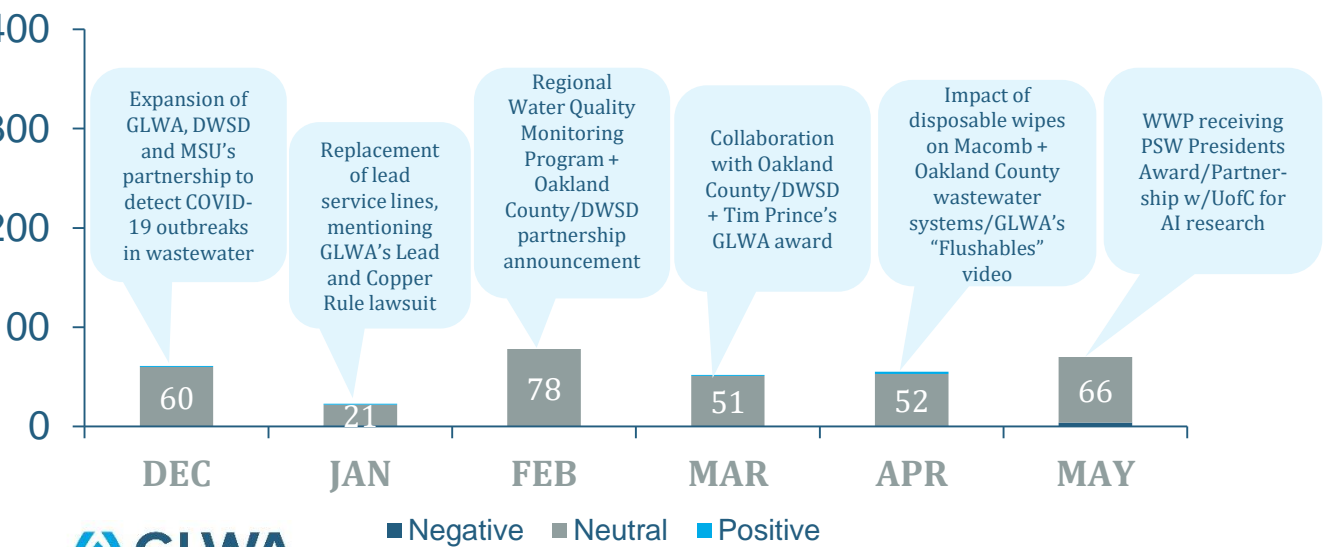 400
300
200
100
0
Expansion of
GLWA, DWSD
and MSU's
partnership to
detect COVID-
19 outbreaks
in wastewater
Replacement
of lead
service lines,
mentioning
GLWA's Lead
and Copper
Rule lawsuit
Regional
Water Quality
Monitoring
Program +
Oakland
County/DWSD
partnership
announcement
Collaboration
with Oakland
County/DWSD
+ Tim Prince's
GLWA award
Impact of
disposable wipes
on Macomb +
Oakland County
wastewater
systems/GLWA's
“Flushables”
video
WWP receiving
PSW Presidents
Award/Partner-
ship w/UofC for
AI research
60
21
78
51
52
66
DEC JAN FEB MAR APR MAY
Negative Neutral Positive
GLWA